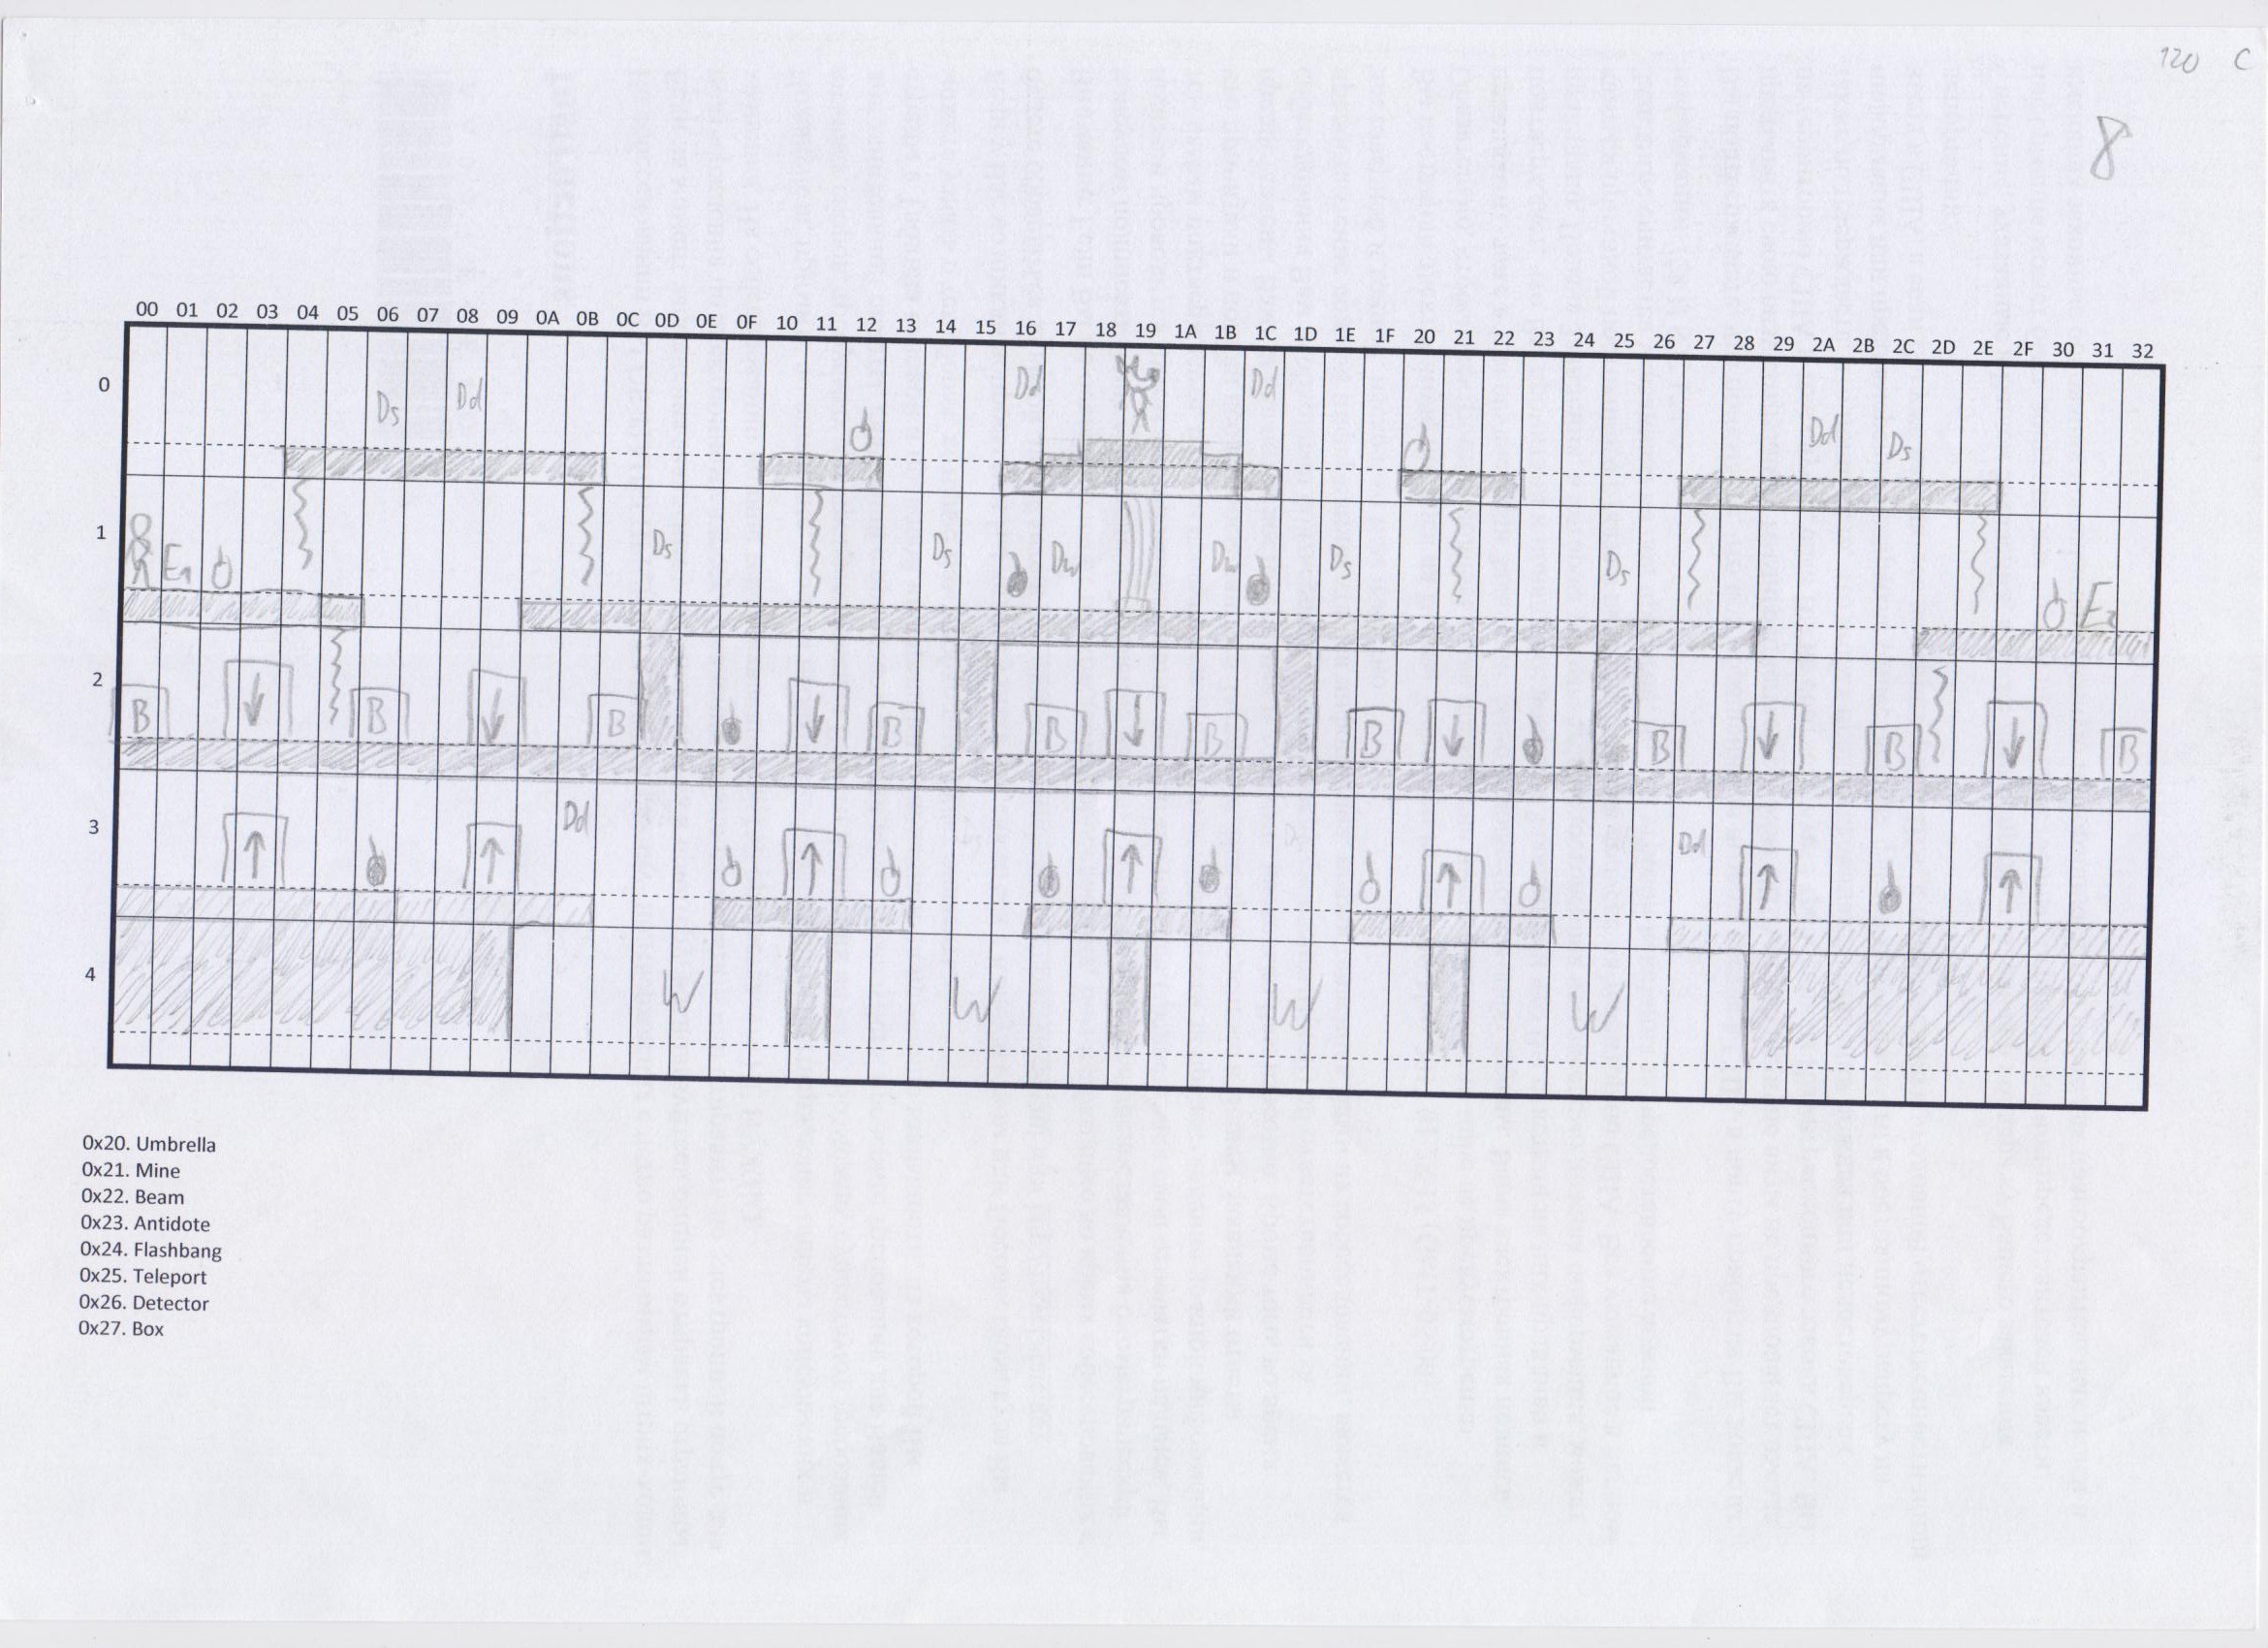 120 C
8
00 01 02 03 04 05 06 07 08 09 0A 0B 0C 0D 0E 0F 10 11 12 13 14 15 16 17 18 19 1A 1B 1C 1D 1E 1F 20 21 22 23 24 25 26 27 28 29 2A 2B 2C 2D 2E 2F 30 31 32
0
Ds Dd Dd Dd Dd Ds
1
E1 Ds Ds Dw Dw Ds Ds E2
2
B B B B B B B B B B
3
Dd Dd
4
W W W W
0x20. Umbrella
0x21. Mine
0x22. Beam
0x23. Antidote
0x24. Flashbang
0x25. Teleport
0x26. Detector
0x27. Box